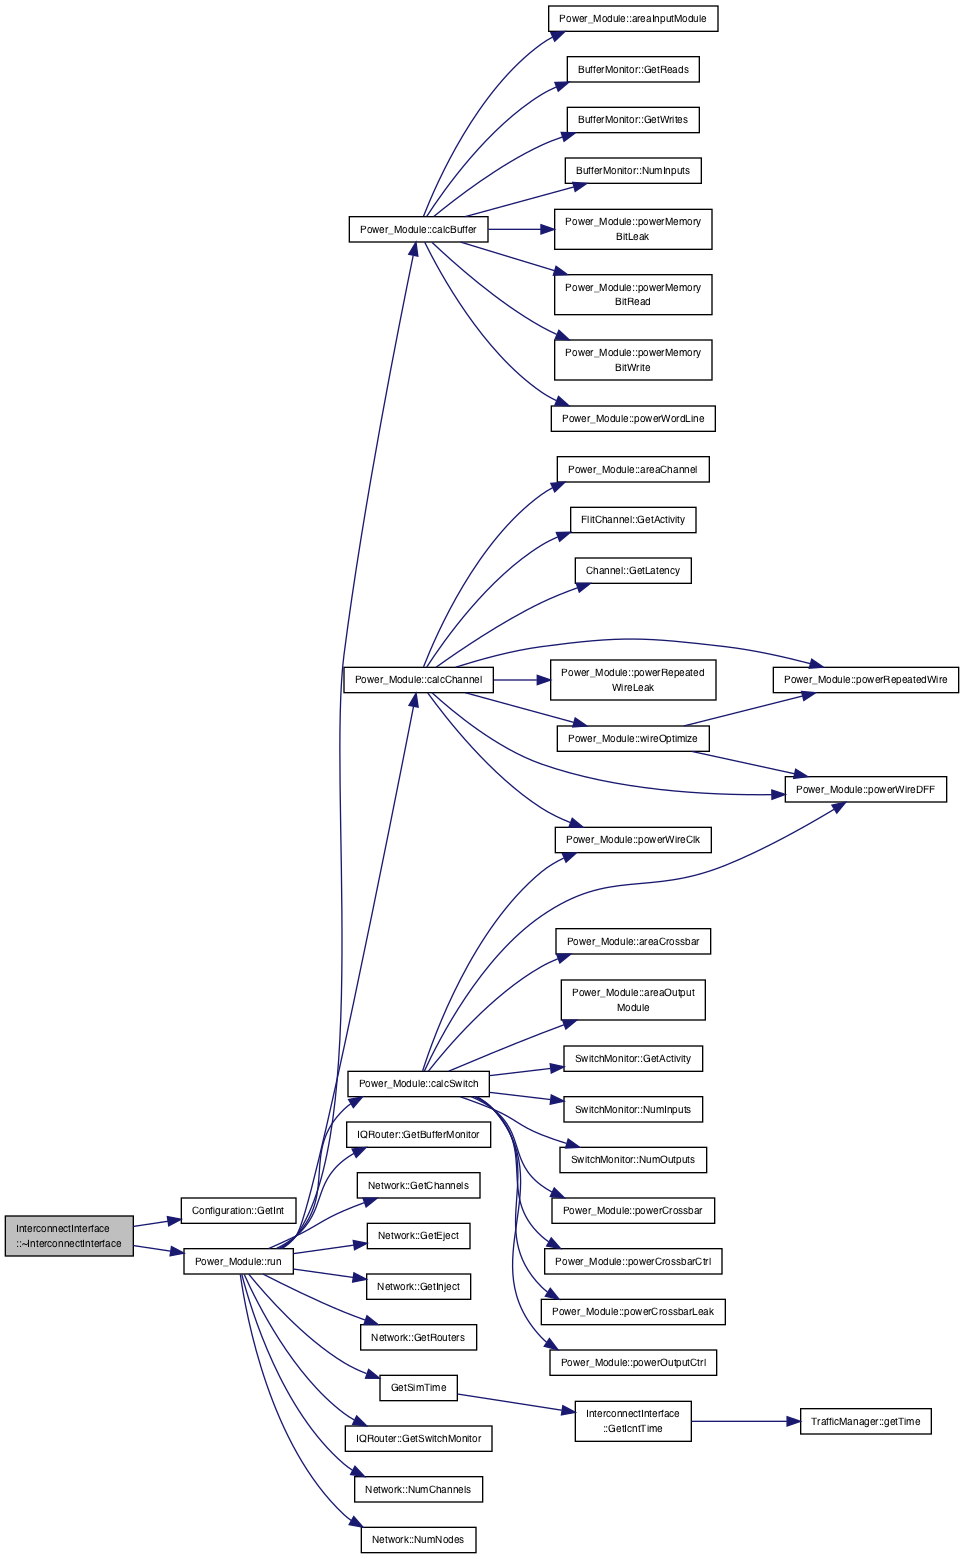 Power_Module::areaInputModule
BufferMonitor::GetReads
BufferMonitor::GetWrites
BufferMonitor::NumInputs
Power_Module::calcBuffer
Power_Module::powerMemory
BitLeak
Power_Module::powerMemory
BitRead
Power_Module::powerMemory
BitWrite
Power_Module::powerWordLine
Power_Module::areaChannel
FlitChannel::GetActivity
Channel::GetLatency
Power_Module::calcChannel
Power_Module::powerRepeated
WireLeak
Power_Module::powerRepeatedWire
Power_Module::wireOptimize
Power_Module::powerWireDFF
Power_Module::powerWireClk
Power_Module::areaCrossbar
Power_Module::areaOutput
Module
SwitchMonitor::GetActivity
Power_Module::calcSwitch
SwitchMonitor::NumInputs
IQRouter::GetBufferMonitor
SwitchMonitor::NumOutputs
Network::GetChannels
Configuration::GetInt
Power_Module::powerCrossbar
InterconnectInterface
::~InterconnectInterface
Network::GetEject
Power_Module::run
Power_Module::powerCrossbarCtrl
Network::GetInject
Power_Module::powerCrossbarLeak
Network::GetRouters
Power_Module::powerOutputCtrl
GetSimTime
InterconnectInterface
::GetIcntTime
TrafficManager::getTime
IQRouter::GetSwitchMonitor
Network::NumChannels
Network::NumNodes